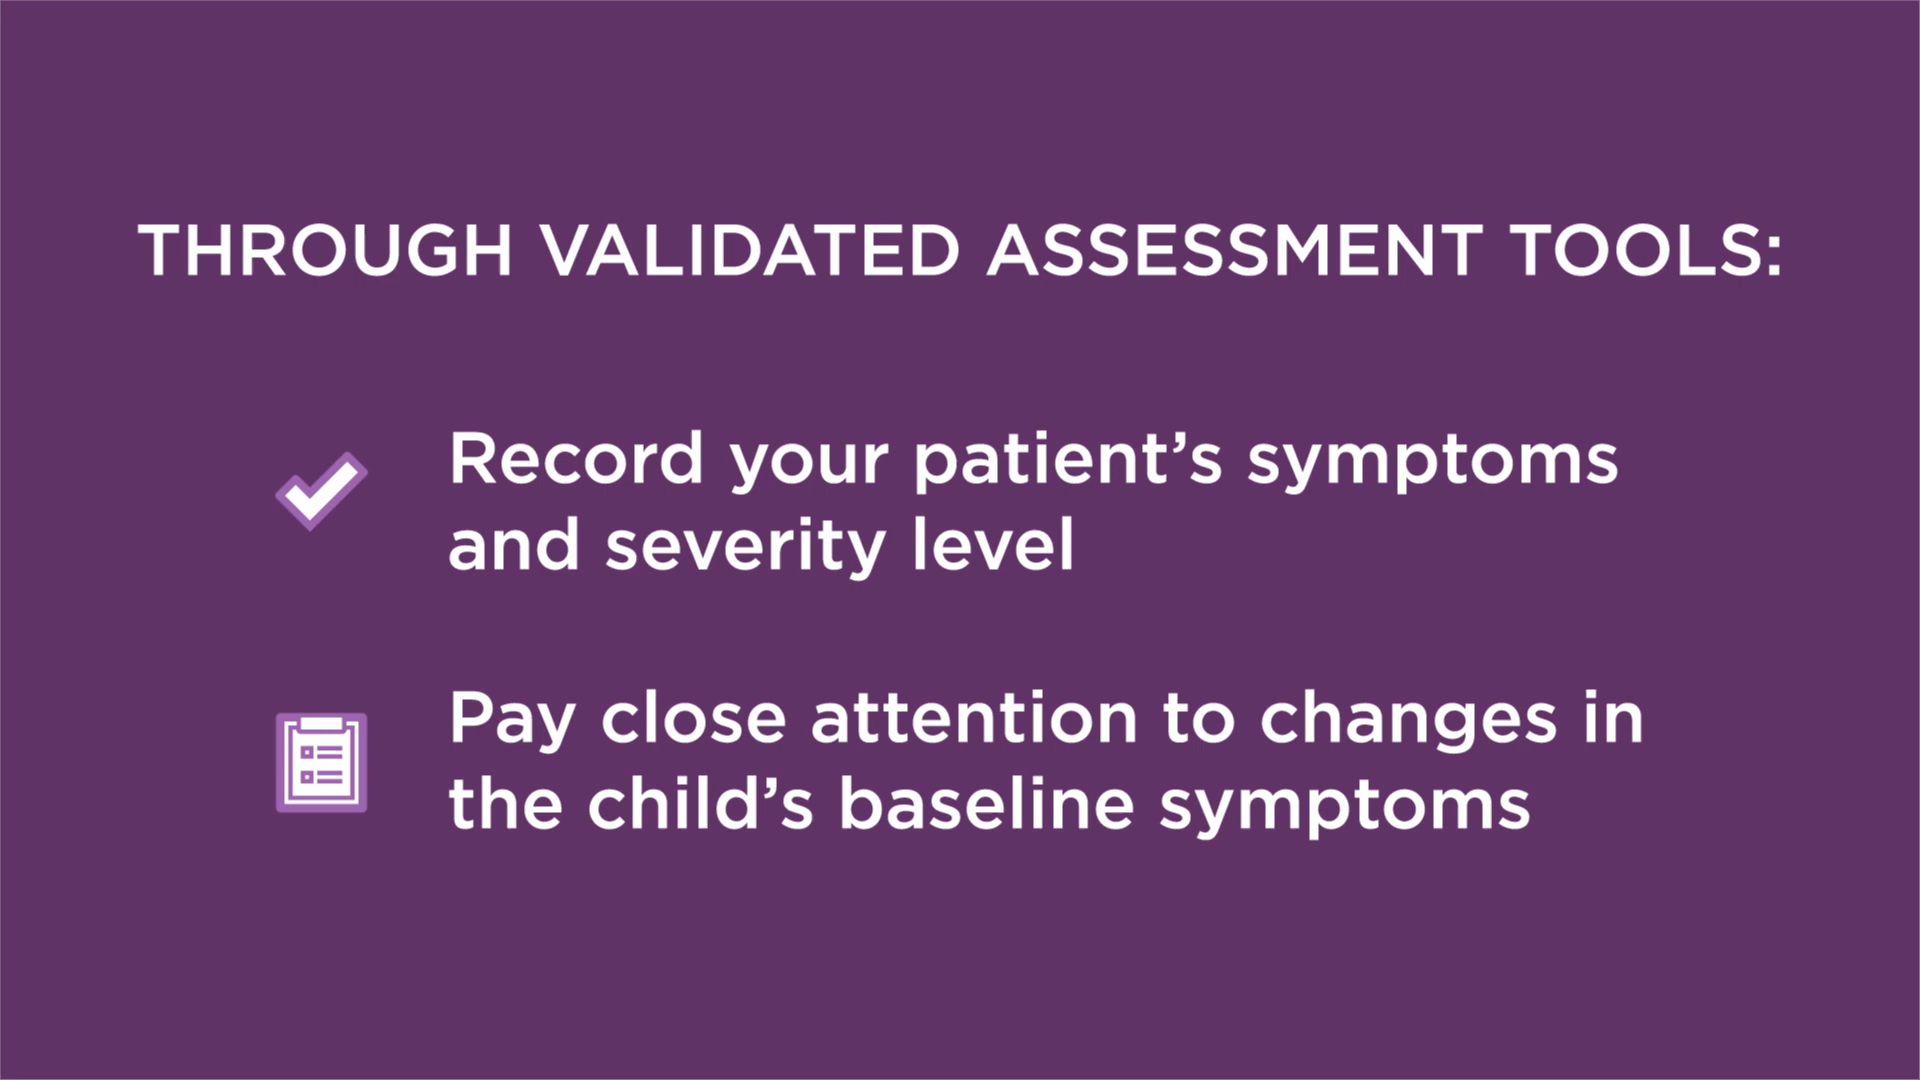 THROUGH VALIDATED ASSESSMENT TOOLS:
Record your patient’s symptoms
and severity level
Pay close attention to changes in
the child’s baseline symptoms